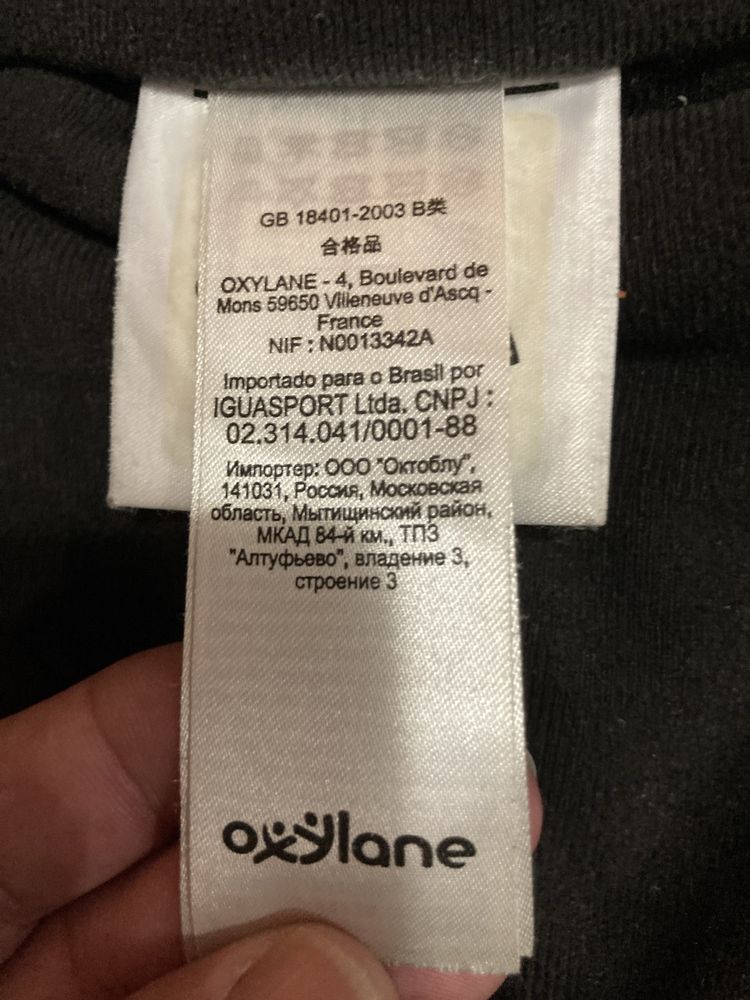 GB 18401-2003 B类
合格品
OXYLANE - 4, Boulevard de
Mons 59650 Villeneuve d'Ascq -
France
NIF : N0013342A
Importado para o Brasil por
IGUASPORT Ltda. CNPJ :
02.314.041/0001-88
Импортер: ООО "Октоблу",
141031, Россия, Московская
область, Мытищинский район,
МКАД 84-й км., ТПЗ
"Алтуфьево", владение 3,
строение 3
oxylane